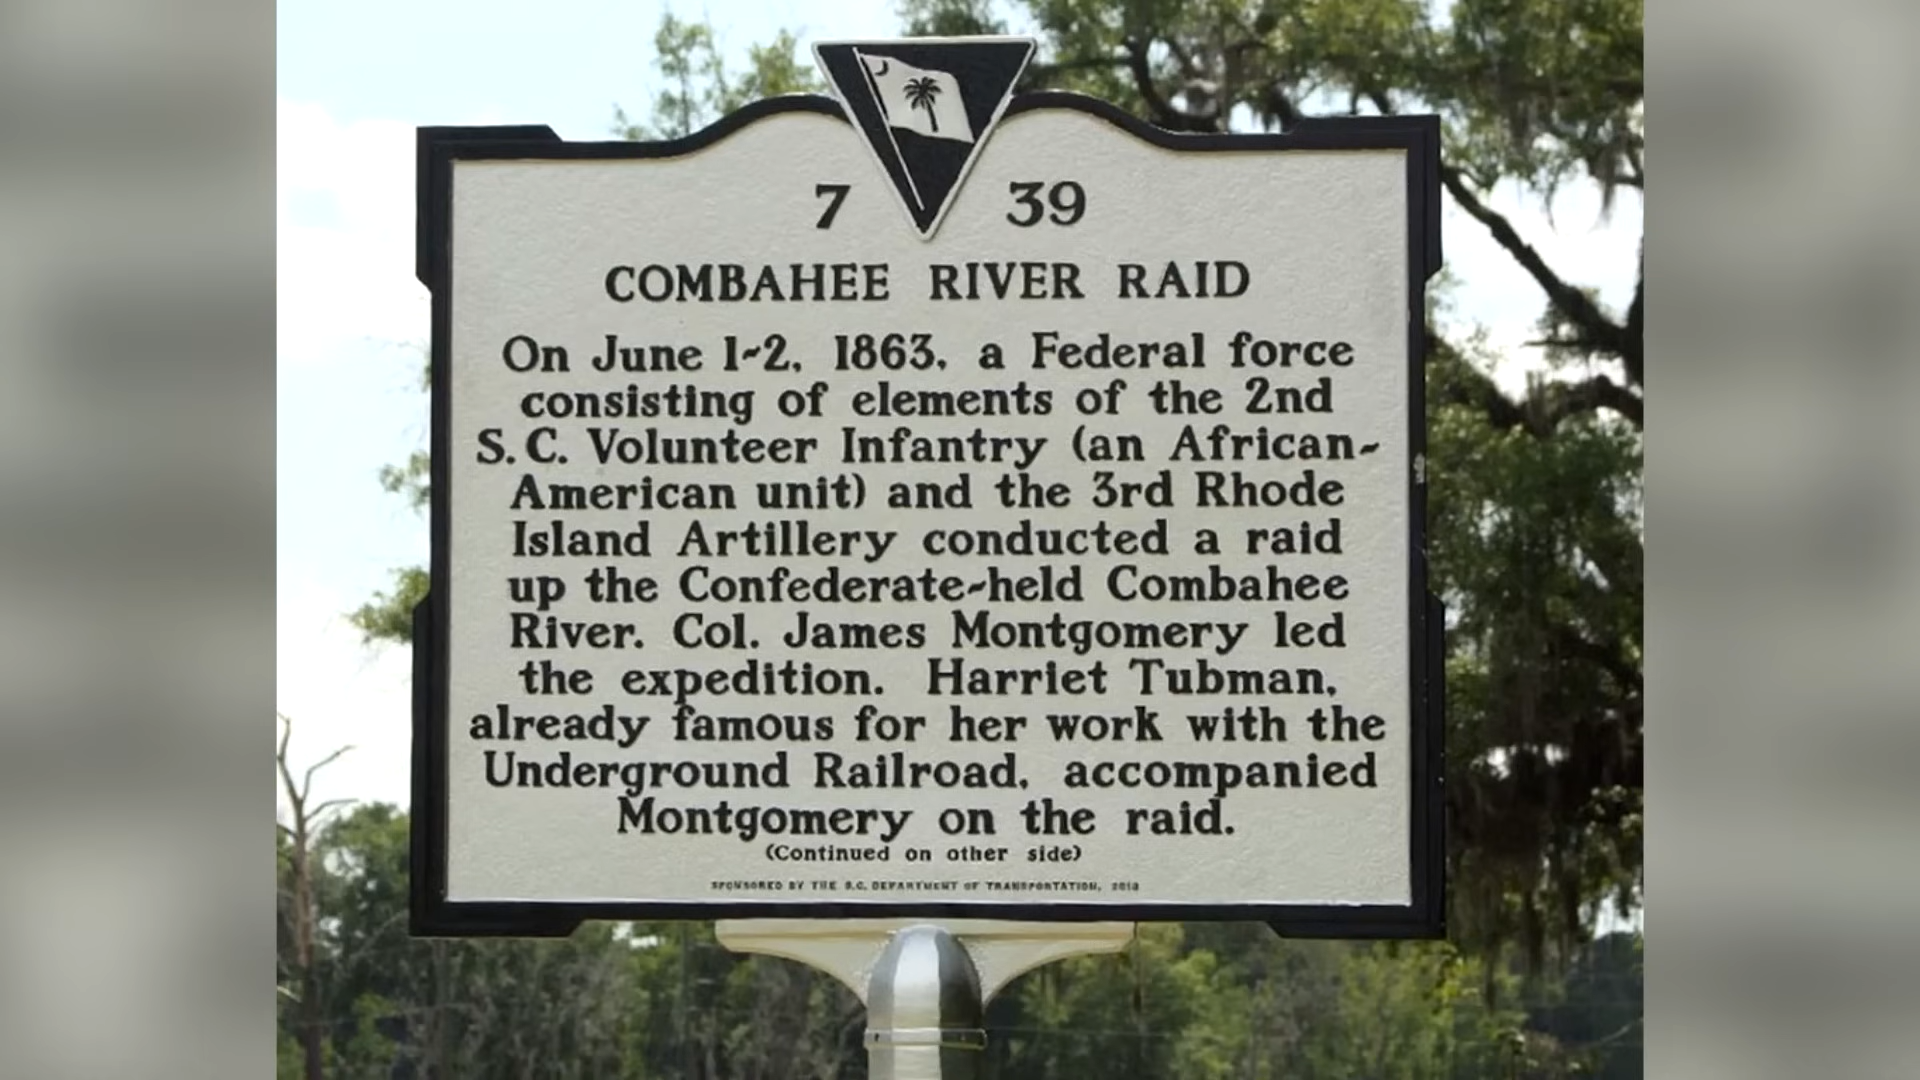 7 39
COMBAHEE RIVER RAID
On June 1-2, 1863, a Federal force
consisting of elements of the 2nd
S.C. Volunteer Infantry (an African-
American unit) and the 3rd Rhode
Island Artillery conducted a raid
up the Confederate-held Combahee
River. Col. James Montgomery led
the expedition. Harriet Tubman,
already famous for her work with the
Underground Railroad, accompanied
Montgomery on the raid.
(Continued on other side)
SPONSORED BY THE S.C. DEPARTMENT OF TRANSPORTATION,